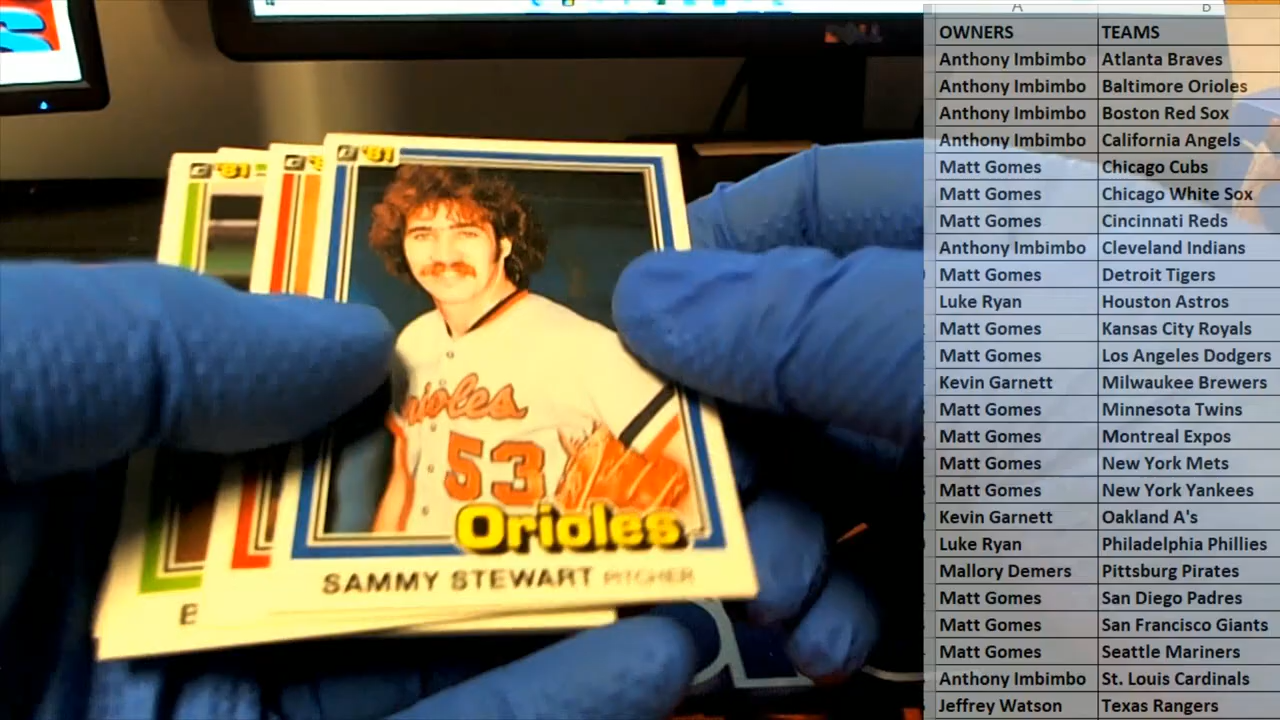 '81
'81
Orioles
53
Orioles
SAMMY STEWART PITCHER
DELL
A B
OWNERS TEAMS
Anthony Imbimbo Atlanta Braves
Anthony Imbimbo Baltimore Orioles
Anthony Imbimbo Boston Red Sox
Anthony Imbimbo California Angels
Matt Gomes Chicago Cubs
Matt Gomes Chicago White Sox
Matt Gomes Cincinnati Reds
Anthony Imbimbo Cleveland Indians
Matt Gomes Detroit Tigers
Luke Ryan Houston Astros
Matt Gomes Kansas City Royals
Matt Gomes Los Angeles Dodgers
Kevin Garnett Milwaukee Brewers
Matt Gomes Minnesota Twins
Matt Gomes Montreal Expos
Matt Gomes New York Mets
Matt Gomes New York Yankees
Kevin Garnett Oakland A's
Luke Ryan Philadelphia Phillies
Mallory Demers Pittsburg Pirates
Matt Gomes San Diego Padres
Matt Gomes San Francisco Giants
Matt Gomes Seattle Mariners
Anthony Imbimbo St. Louis Cardinals
Jeffrey Watson Texas Rangers